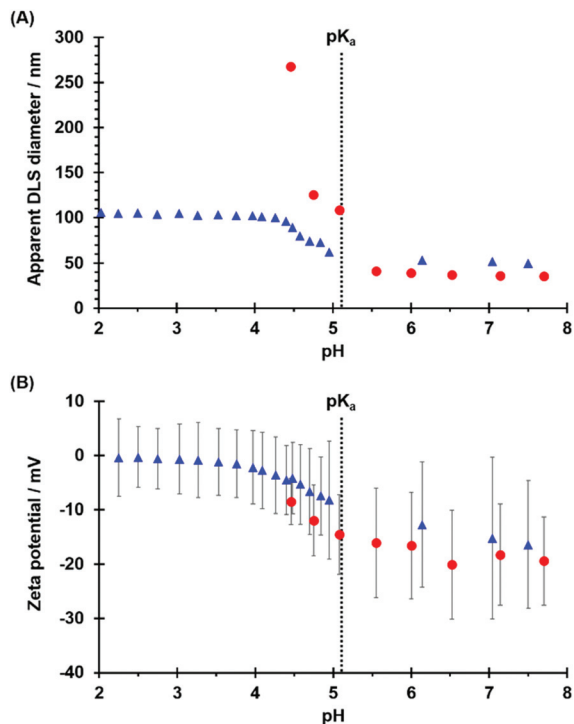 (A)
pKₐ
300
250
200
150
100
50
0
Apparent DLS diameter / nm
2 3 4 5 6 7 8
pH
(B)
pKₐ
10
0
-10
-20
-30
-40
Zeta potential / mV
2 3 4 5 6 7 8
pH